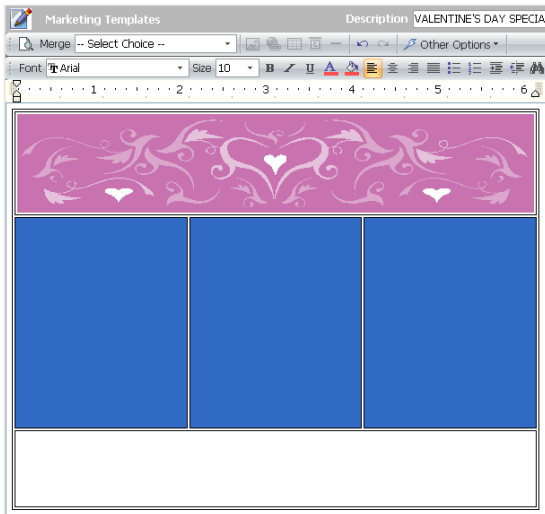 Marketing Templates Description VALENTINE'S DAY SPECIA
Merge -- Select Choice -- Other Options
Font Arial Size 10 B I U A
1 2 3 4 5 6